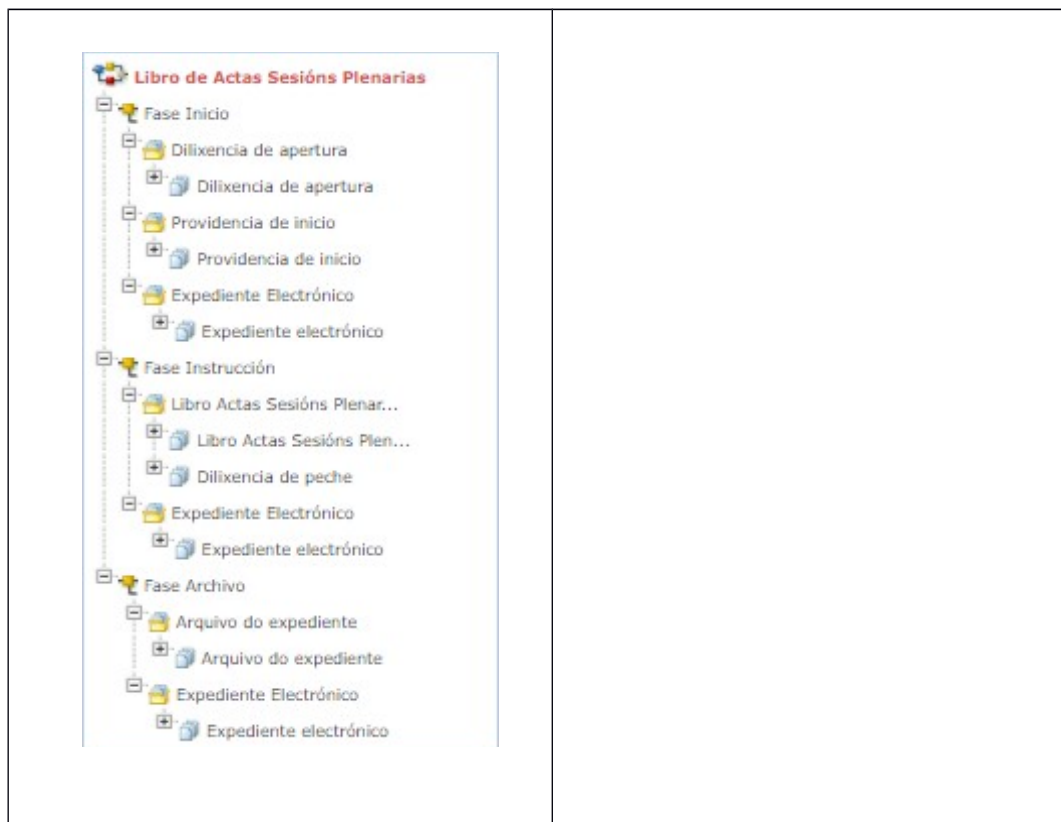 Libro de Actas Sesións Plenarias
Fase Inicio
Dilixencia de apertura
Dilixencia de apertura
Providencia de inicio
Providencia de inicio
Expediente Electrónico
Expediente electrónico
Fase Instrucción
Libro Actas Sesións Plenar...
Libro Actas Sesións Plen...
Dilixencia de peche
Expediente Electrónico
Expediente electrónico
Fase Archivo
Arquivo do expediente
Arquivo do expediente
Expediente Electrónico
Expediente electrónico